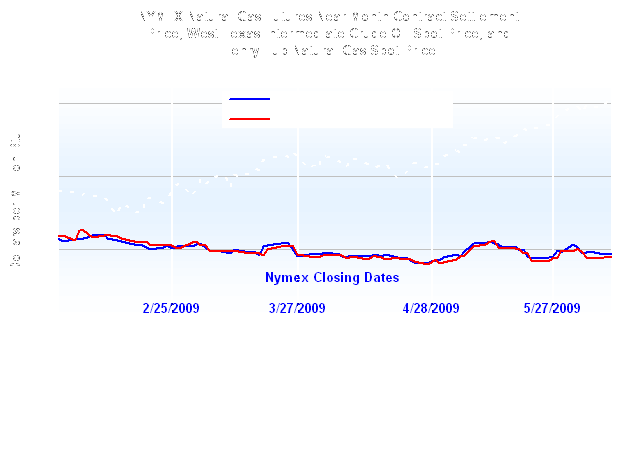 NYMEX Natural Gas Futures Near-Month Contract Settlement
Price, West Texas Intermediate Crude Oil Spot Price, and
Henry Hub Natural Gas Spot Price
Nymex Closing Dates
2/25/2009
3/27/2009
4/28/2009
5/27/2009